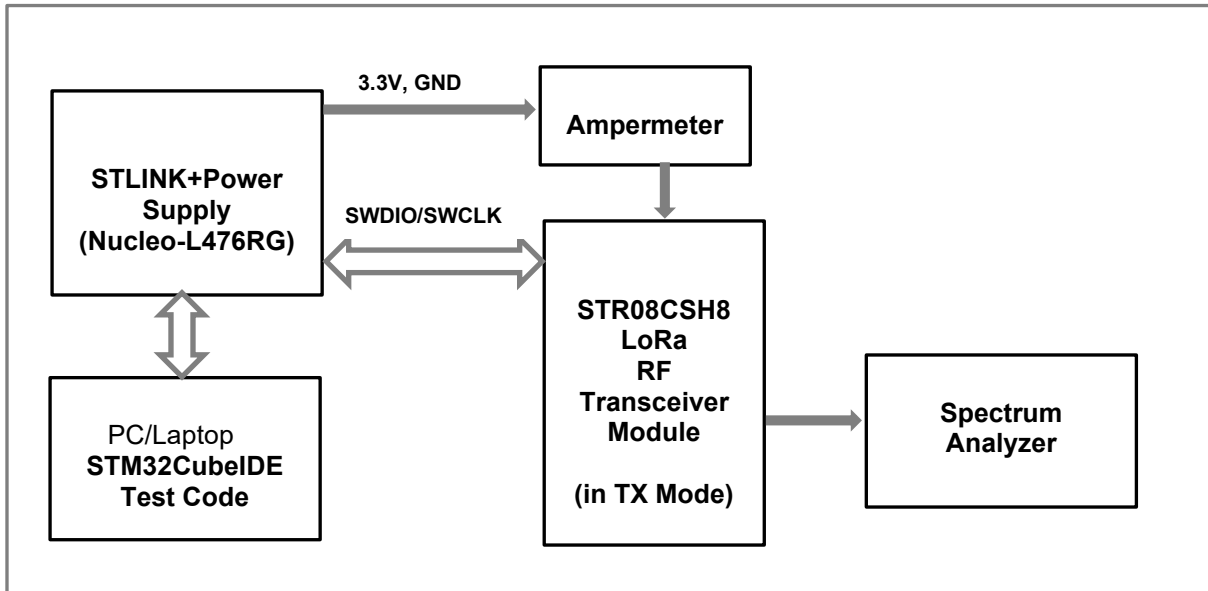 3.3V, GND
Ampermeter
STLINK+Power
Supply
(Nucleo-L476RG)
SWDIO/SWCLK
STR08CSH8
LoRa
RF
Transceiver
Module
(in TX Mode)
PC/Laptop
STM32CubeIDE
Test Code
Spectrum
Analyzer